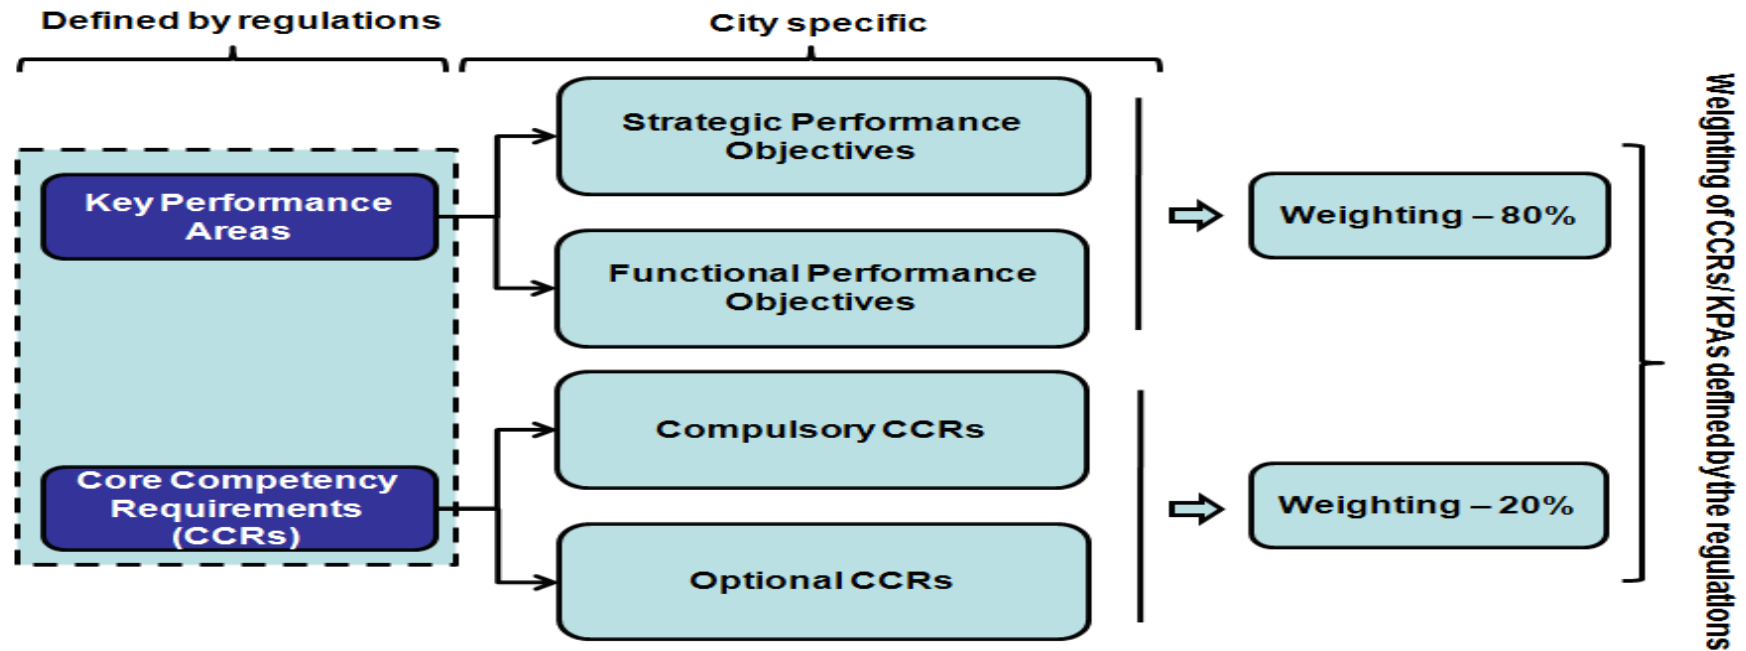 Defined by regulations
City specific
Key Performance
Areas
Strategic Performance
Objectives
Functional Performance
Objectives
Weighting – 80%
Core Competency
Requirements
(CCRs)
Compulsory CCRs
Optional CCRs
Weighting – 20%
Weighting of CCRs/ KPAs defined by the regulations